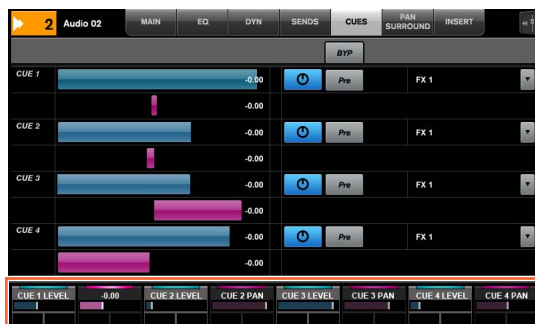 2 Audio 02 MAIN EQ DYN SENDS CUES PAN SURROUND INSERT
BYP
CUE 1 -0.00 Pre FX 1
-0.00
CUE 2 -0.00 Pre FX 1
-0.00
CUE 3 -0.00 Pre FX 1
-0.00
CUE 4 -0.00 Pre FX 1
-0.00
CUE 1 LEVEL -0.00 CUE 2 LEVEL CUE 2 PAN CUE 3 LEVEL CUE 3 PAN CUE 4 LEVEL CUE 4 PAN